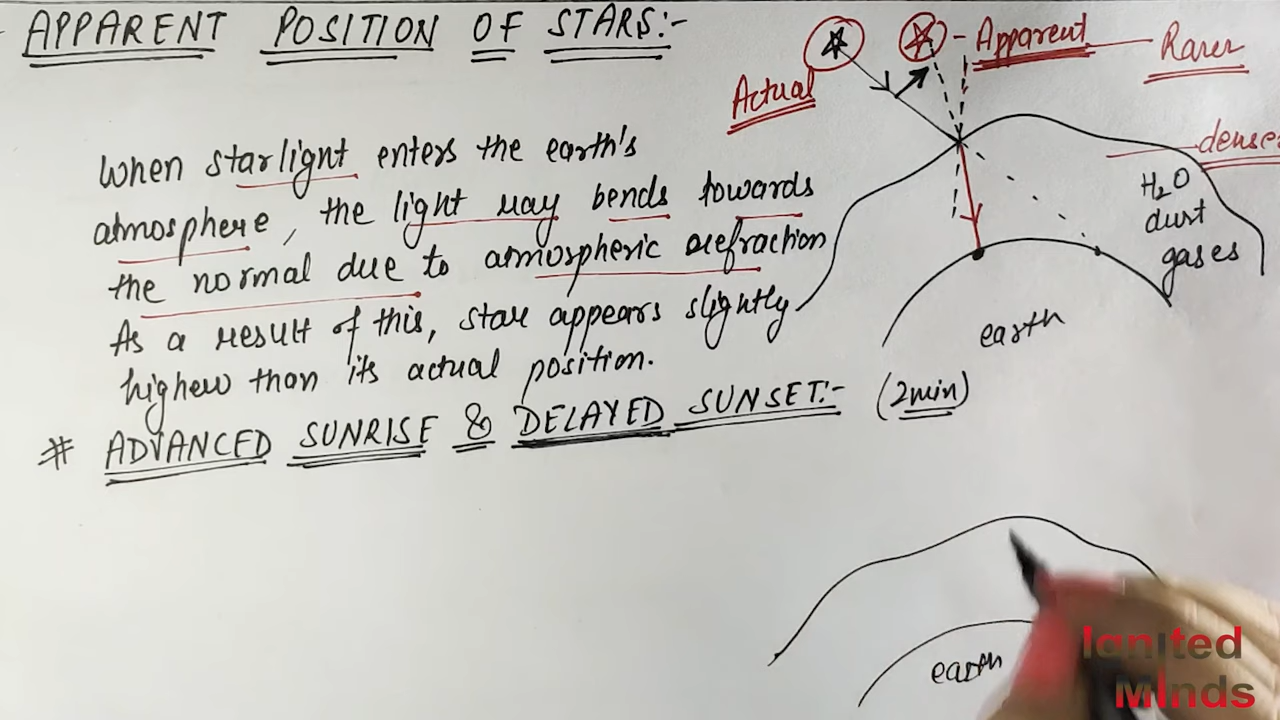 APPARENT POSITION OF STARS:-
Apparent
Rarer
Actual
denser
When starlight enters the earth's
atmosphere, the light ray bends towards
the normal due to atmospheric refraction
As a result of this, star appears slightly
higher than its actual position.
H2O
dust
gases
earth
# ADVANCED SUNRISE & DELAYED SUNSET:- (2min)
earth
Ignited
Minds